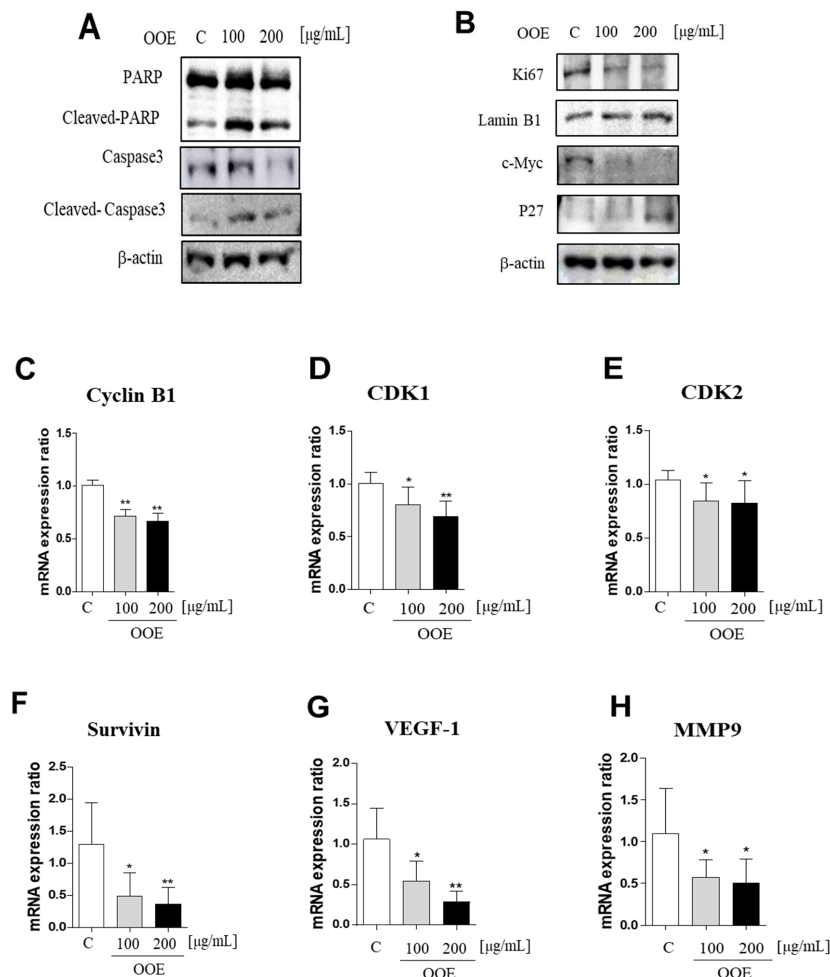 A
OOE C 100 200 [µg/mL]
PARP
Cleaved-PARP
Caspase3
Cleaved- Caspase3
β-actin
B
OOE C 100 200 [µg/mL]
Ki67
Lamin B1
c-Myc
P27
β-actin
C
Cyclin B1
mRNA expression ratio
1.5
1.0
0.5
0.0
** **
C 100 200 [µg/mL]
OOE
D
CDK1
mRNA expression ratio
1.5
1.0
0.5
0.0
* **
C 100 200 [µg/mL]
OOE
E
CDK2
mRNA expression ratio
1.5
1.0
0.5
0.0
* *
C 100 200 [µg/mL]
OOE
F
Survivin
mRNA expression ratio
2.5
2.0
1.5
1.0
0.5
0.0
* **
C 100 200 [µg/mL]
OOE
G
VEGF-1
mRNA expression ratio
2.0
1.5
1.0
0.5
0.0
* **
C 100 200 [µg/mL]
OOE
H
MMP9
mRNA expression ratio
2.0
1.5
1.0
0.5
0.0
* *
C 100 200 [µg/mL]
OOE